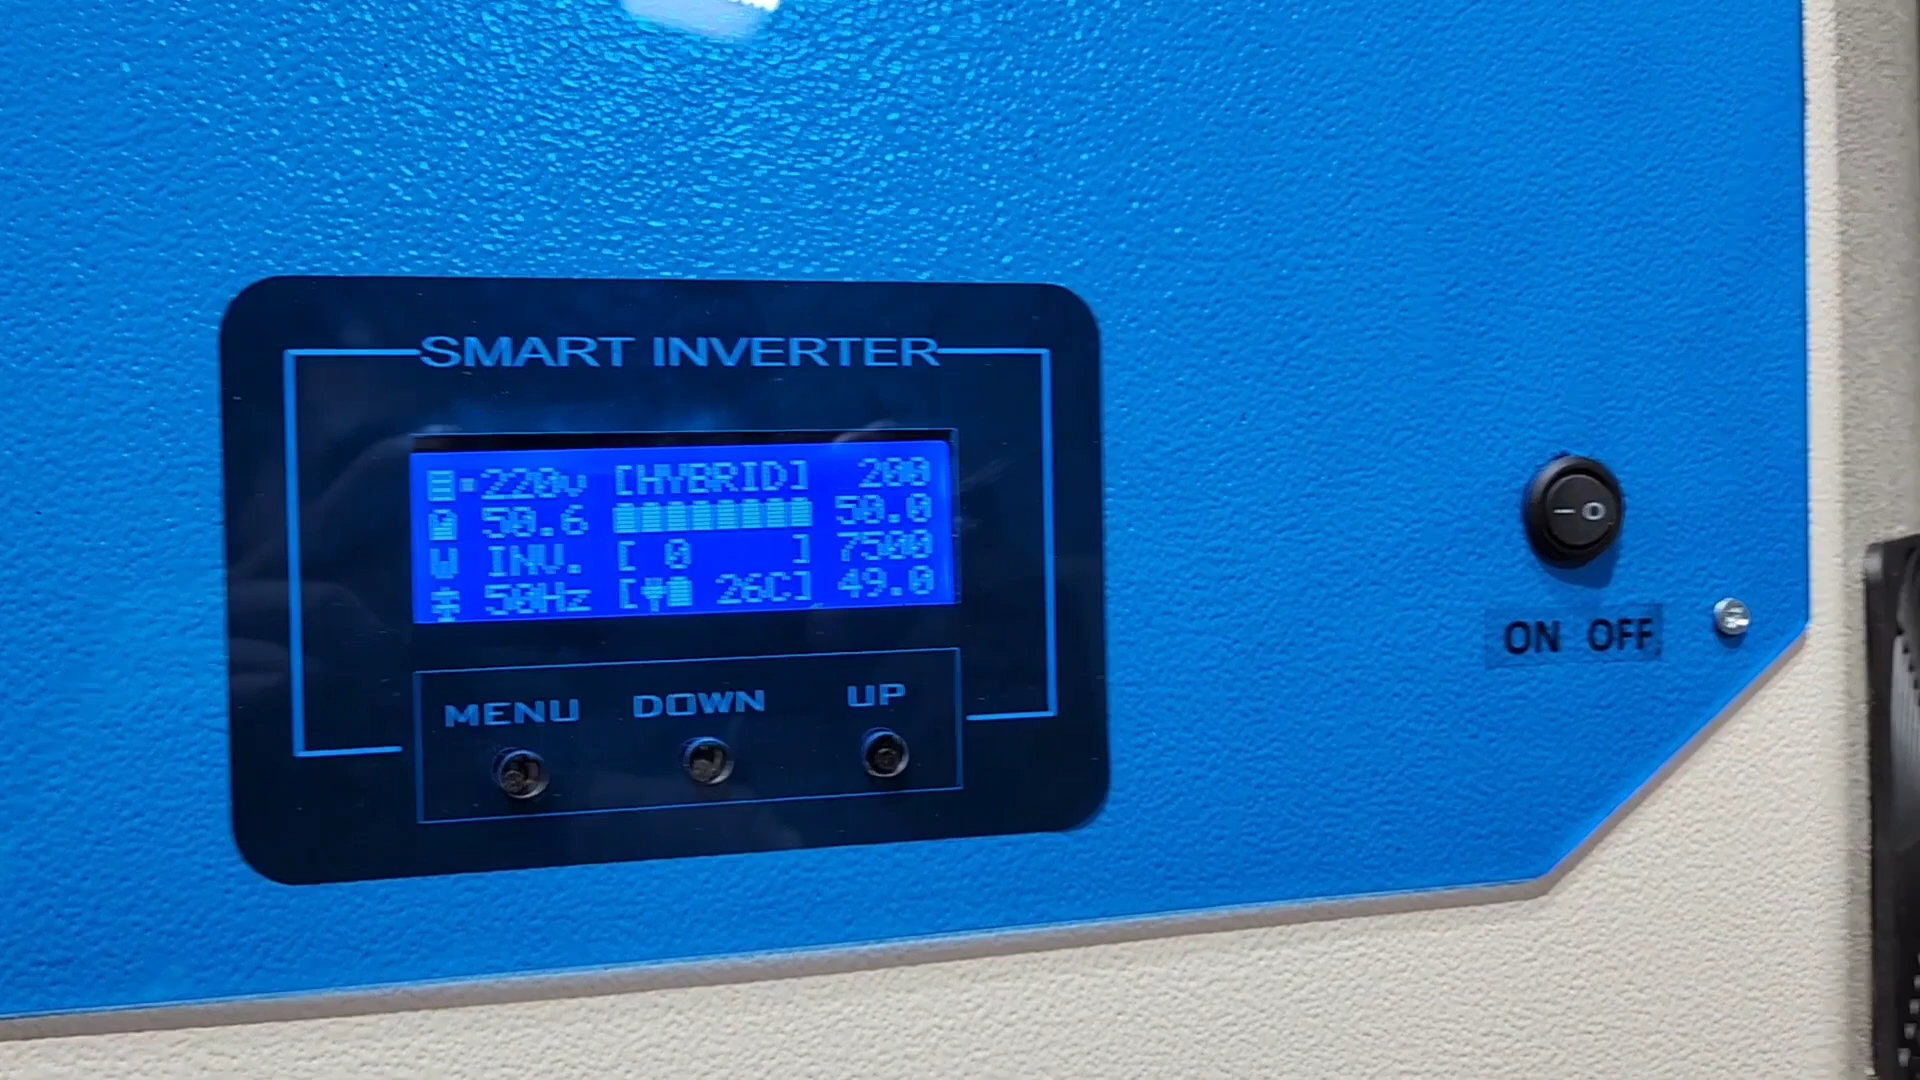 SMART INVERTER
220v [HYBRID] 200
50.6 50.0
INV. [ 0 ] 7500
50Hz [ 26C] 49.0
MENU DOWN UP
– O
ON OFF